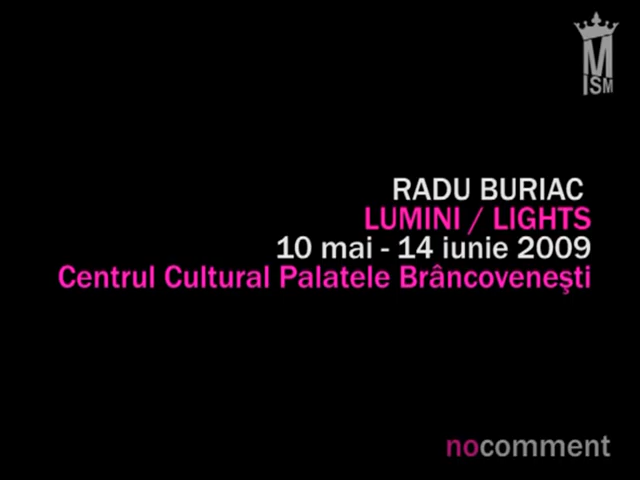 M
ISM
RADU BURIAC
LUMINI / LIGHTS
10 mai - 14 iunie 2009
Centrul Cultural Palatele Brâncoveneşti
nocomment